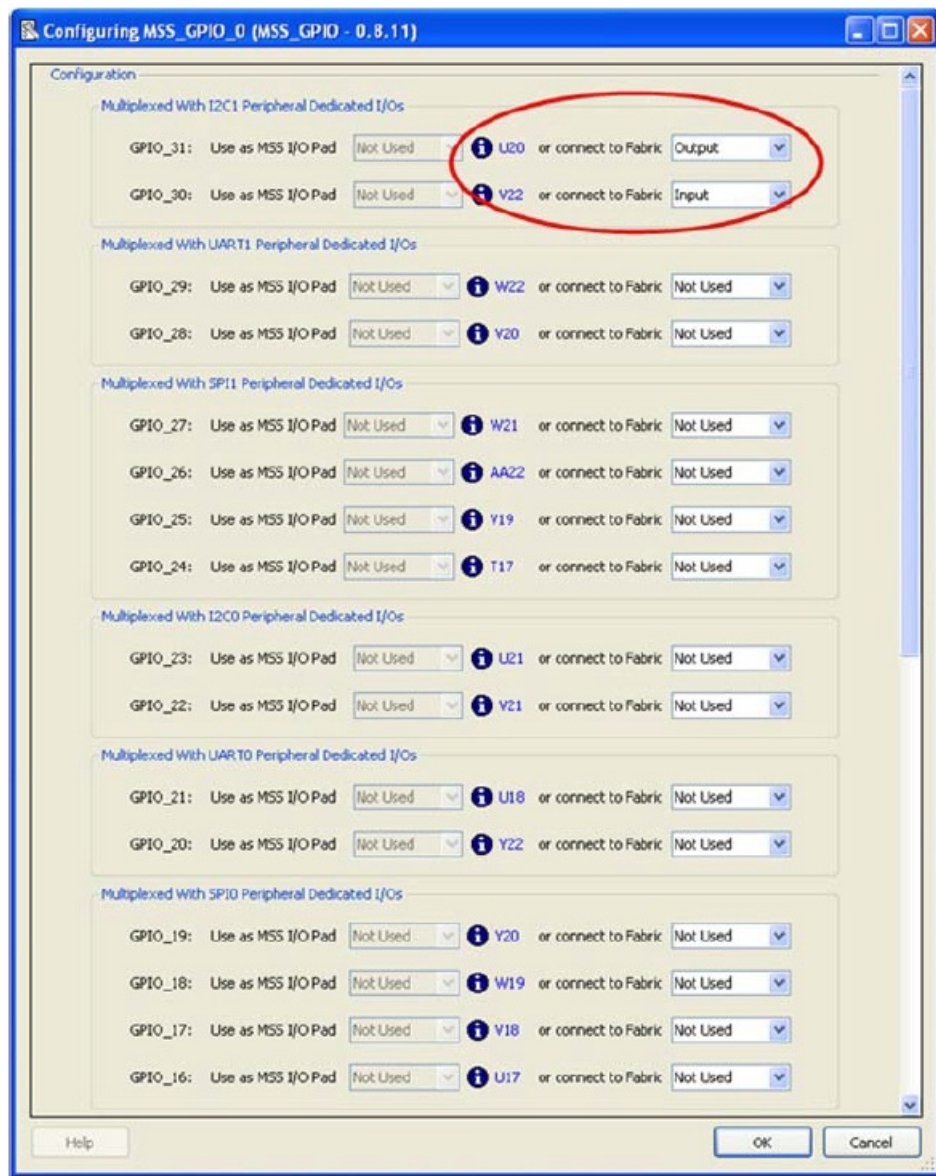 Configuring MSS_GPIO_0 (MSS_GPIO - 0.8.11)
Configuration
Multiplexed With I2C1 Peripheral Dedicated I/Os
GPIO_31: Use as MSS I/O Pad Not Used U20 or connect to Fabric Output
GPIO_30: Use as MSS I/O Pad Not Used V22 or connect to Fabric Input
Multiplexed With UART1 Peripheral Dedicated I/Os
GPIO_29: Use as MSS I/O Pad Not Used W22 or connect to Fabric Not Used
GPIO_28: Use as MSS I/O Pad Not Used V20 or connect to Fabric Not Used
Multiplexed With SPI1 Peripheral Dedicated I/Os
GPIO_27: Use as MSS I/O Pad Not Used W21 or connect to Fabric Not Used
GPIO_26: Use as MSS I/O Pad Not Used AA22 or connect to Fabric Not Used
GPIO_25: Use as MSS I/O Pad Not Used V19 or connect to Fabric Not Used
GPIO_24: Use as MSS I/O Pad Not Used T17 or connect to Fabric Not Used
Multiplexed With I2C0 Peripheral Dedicated I/Os
GPIO_23: Use as MSS I/O Pad Not Used U21 or connect to Fabric Not Used
GPIO_22: Use as MSS I/O Pad Not Used V21 or connect to Fabric Not Used
Multiplexed With UART0 Peripheral Dedicated I/Os
GPIO_21: Use as MSS I/O Pad Not Used U18 or connect to Fabric Not Used
GPIO_20: Use as MSS I/O Pad Not Used Y22 or connect to Fabric Not Used
Multiplexed With SPI0 Peripheral Dedicated I/Os
GPIO_19: Use as MSS I/O Pad Not Used Y20 or connect to Fabric Not Used
GPIO_18: Use as MSS I/O Pad Not Used W19 or connect to Fabric Not Used
GPIO_17: Use as MSS I/O Pad Not Used V18 or connect to Fabric Not Used
GPIO_16: Use as MSS I/O Pad Not Used U17 or connect to Fabric Not Used
Help OK Cancel